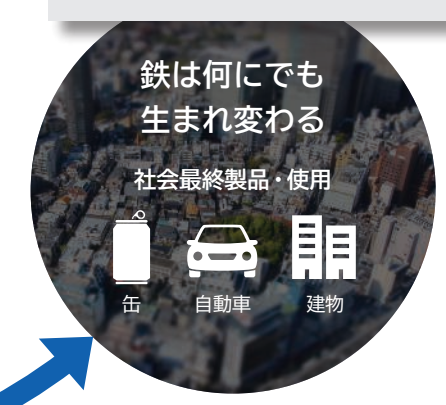 鉄は何にでも
生まれ変わる
社会最終製品・使用
缶 自動車 建物